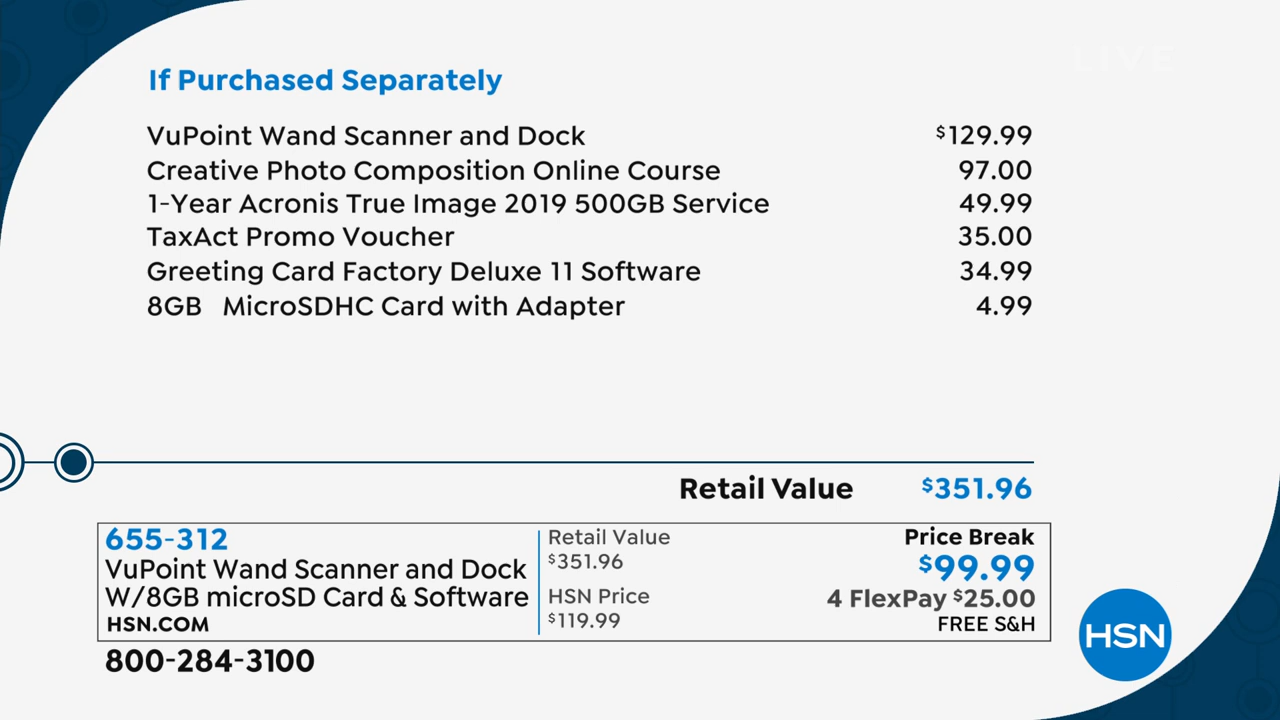 LIVE
If Purchased Separately
VuPoint Wand Scanner and Dock $129.99
Creative Photo Composition Online Course 97.00
1-Year Acronis True Image 2019 500GB Service 49.99
TaxAct Promo Voucher 35.00
Greeting Card Factory Deluxe 11 Software 34.99
8GB MicroSDHC Card with Adapter 4.99
Retail Value $351.96
655-312
VuPoint Wand Scanner and Dock
W/8GB microSD Card & Software
HSN.COM
Retail Value
$351.96
HSN Price
$119.99
Price Break
$99.99
4 FlexPay $25.00
FREE S&H
HSN
800-284-3100